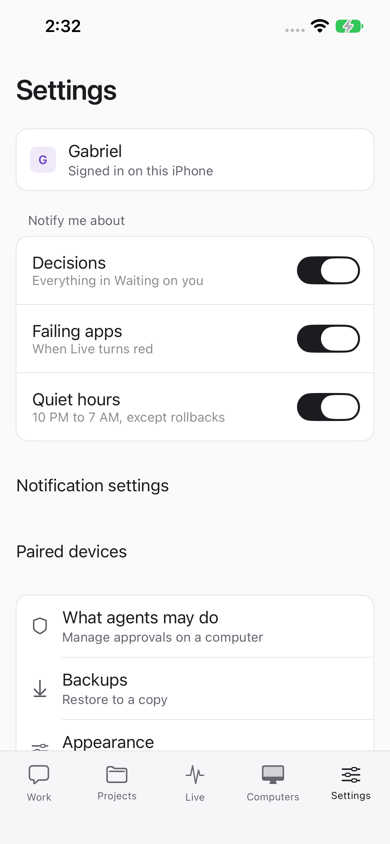 2:32
Settings
G
Gabriel
Signed in on this iPhone
Notify me about
Decisions
Everything in Waiting on you
Failing apps
When Live turns red
Quiet hours
10 PM to 7 AM, except rollbacks
Notification settings
Paired devices
What agents may do
Manage approvals on a computer
Backups
Restore to a copy
Appearance
Work
Projects
Live
Computers
Settings